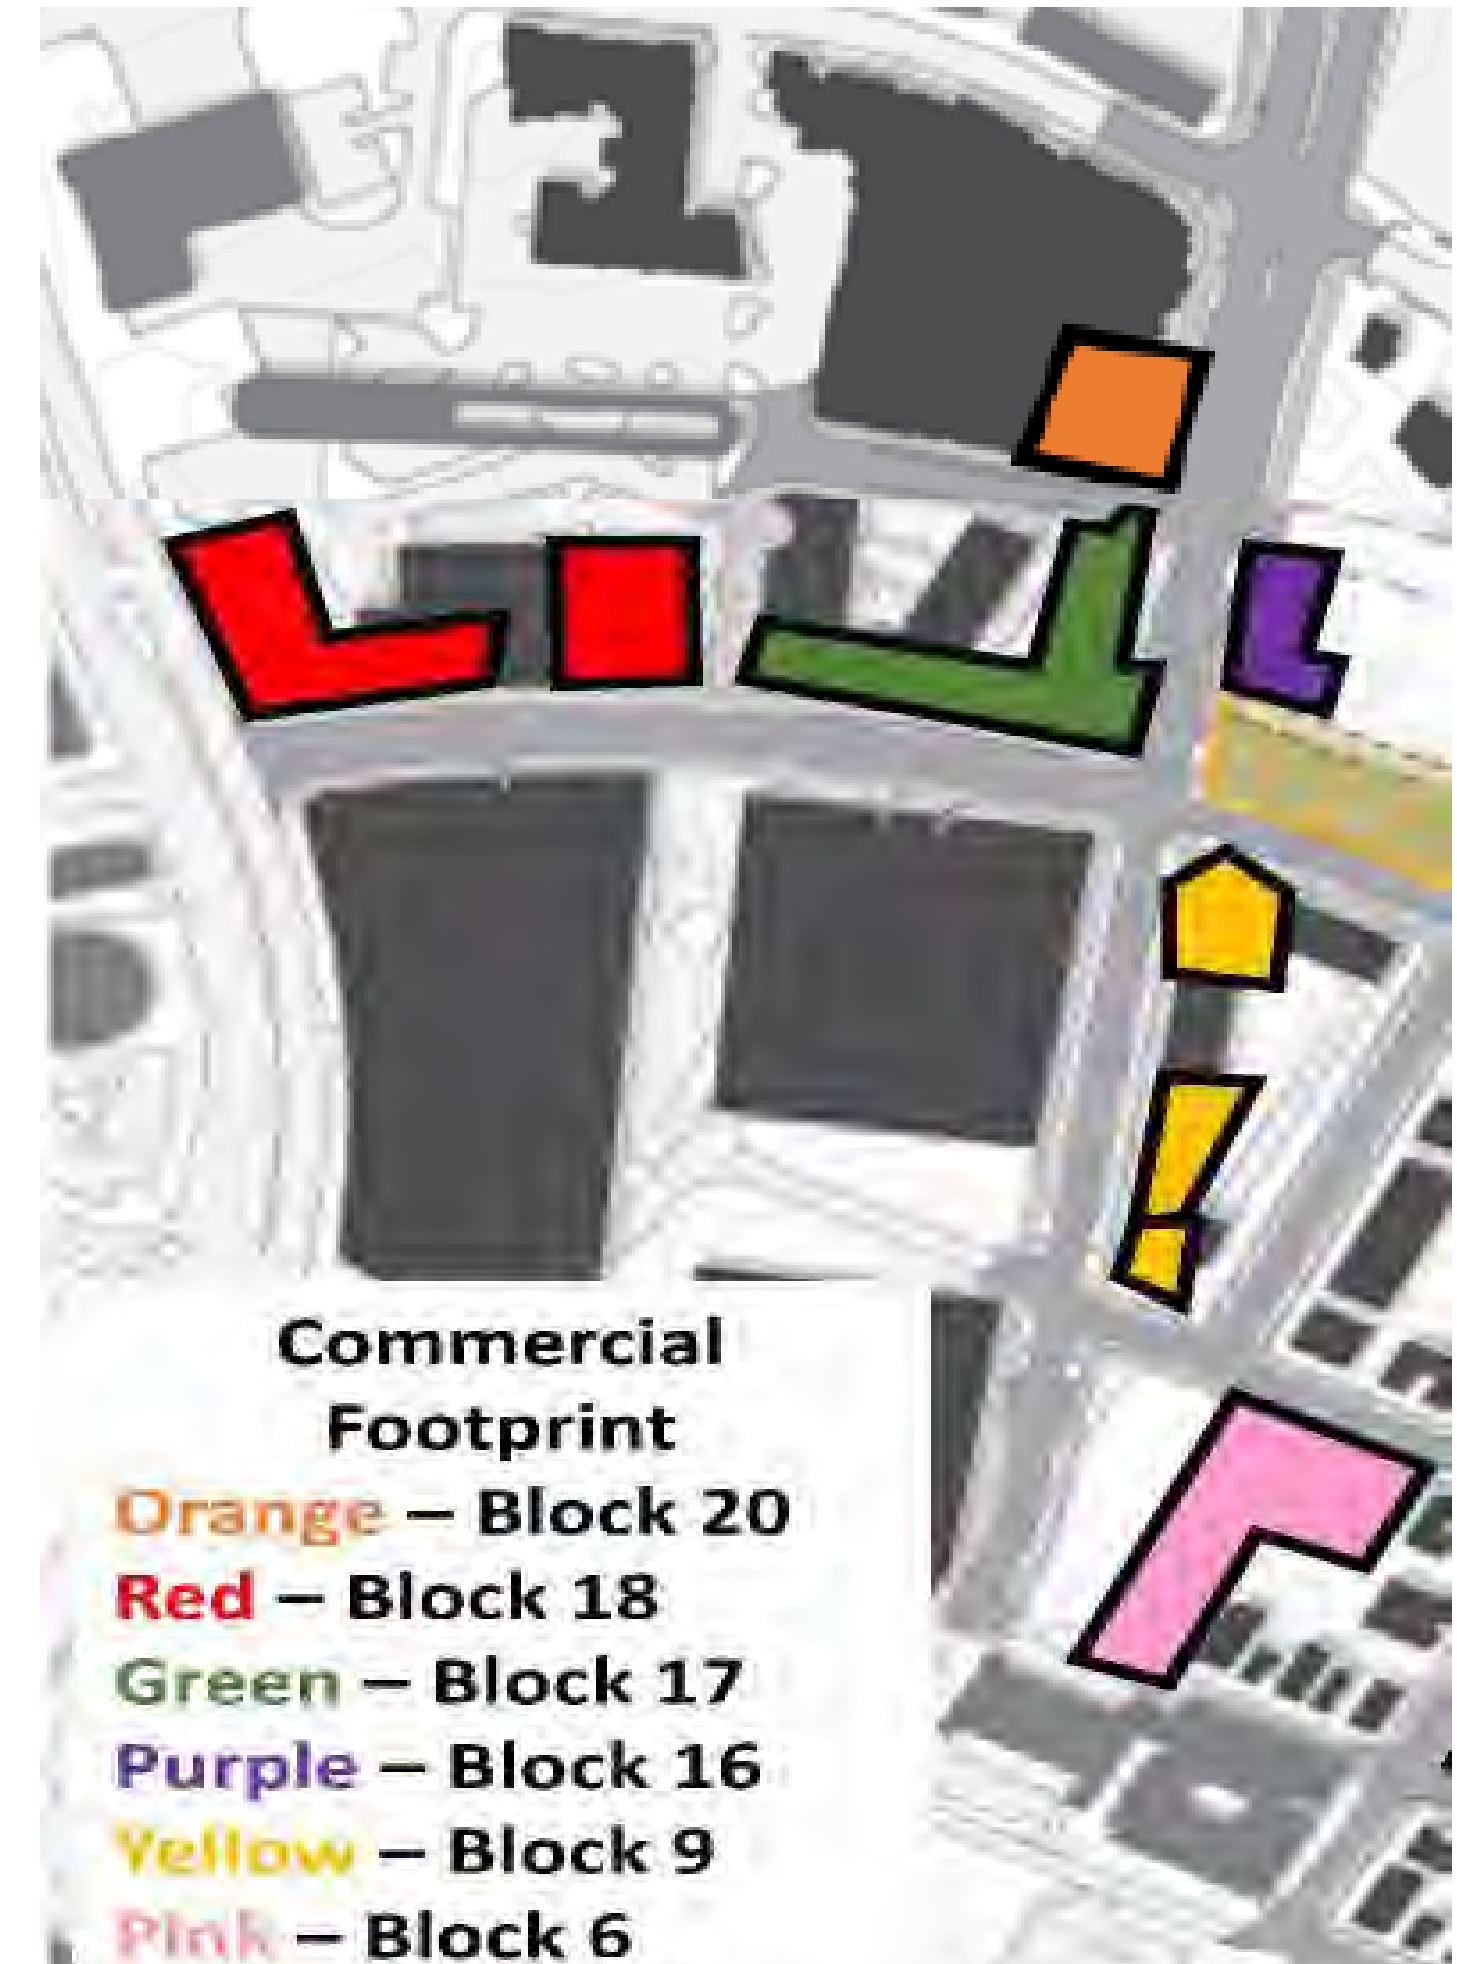 Commercial
Footprint
Orange – Block 20
Red – Block 18
Green – Block 17
Purple – Block 16
Yellow – Block 9
Pink – Block 6